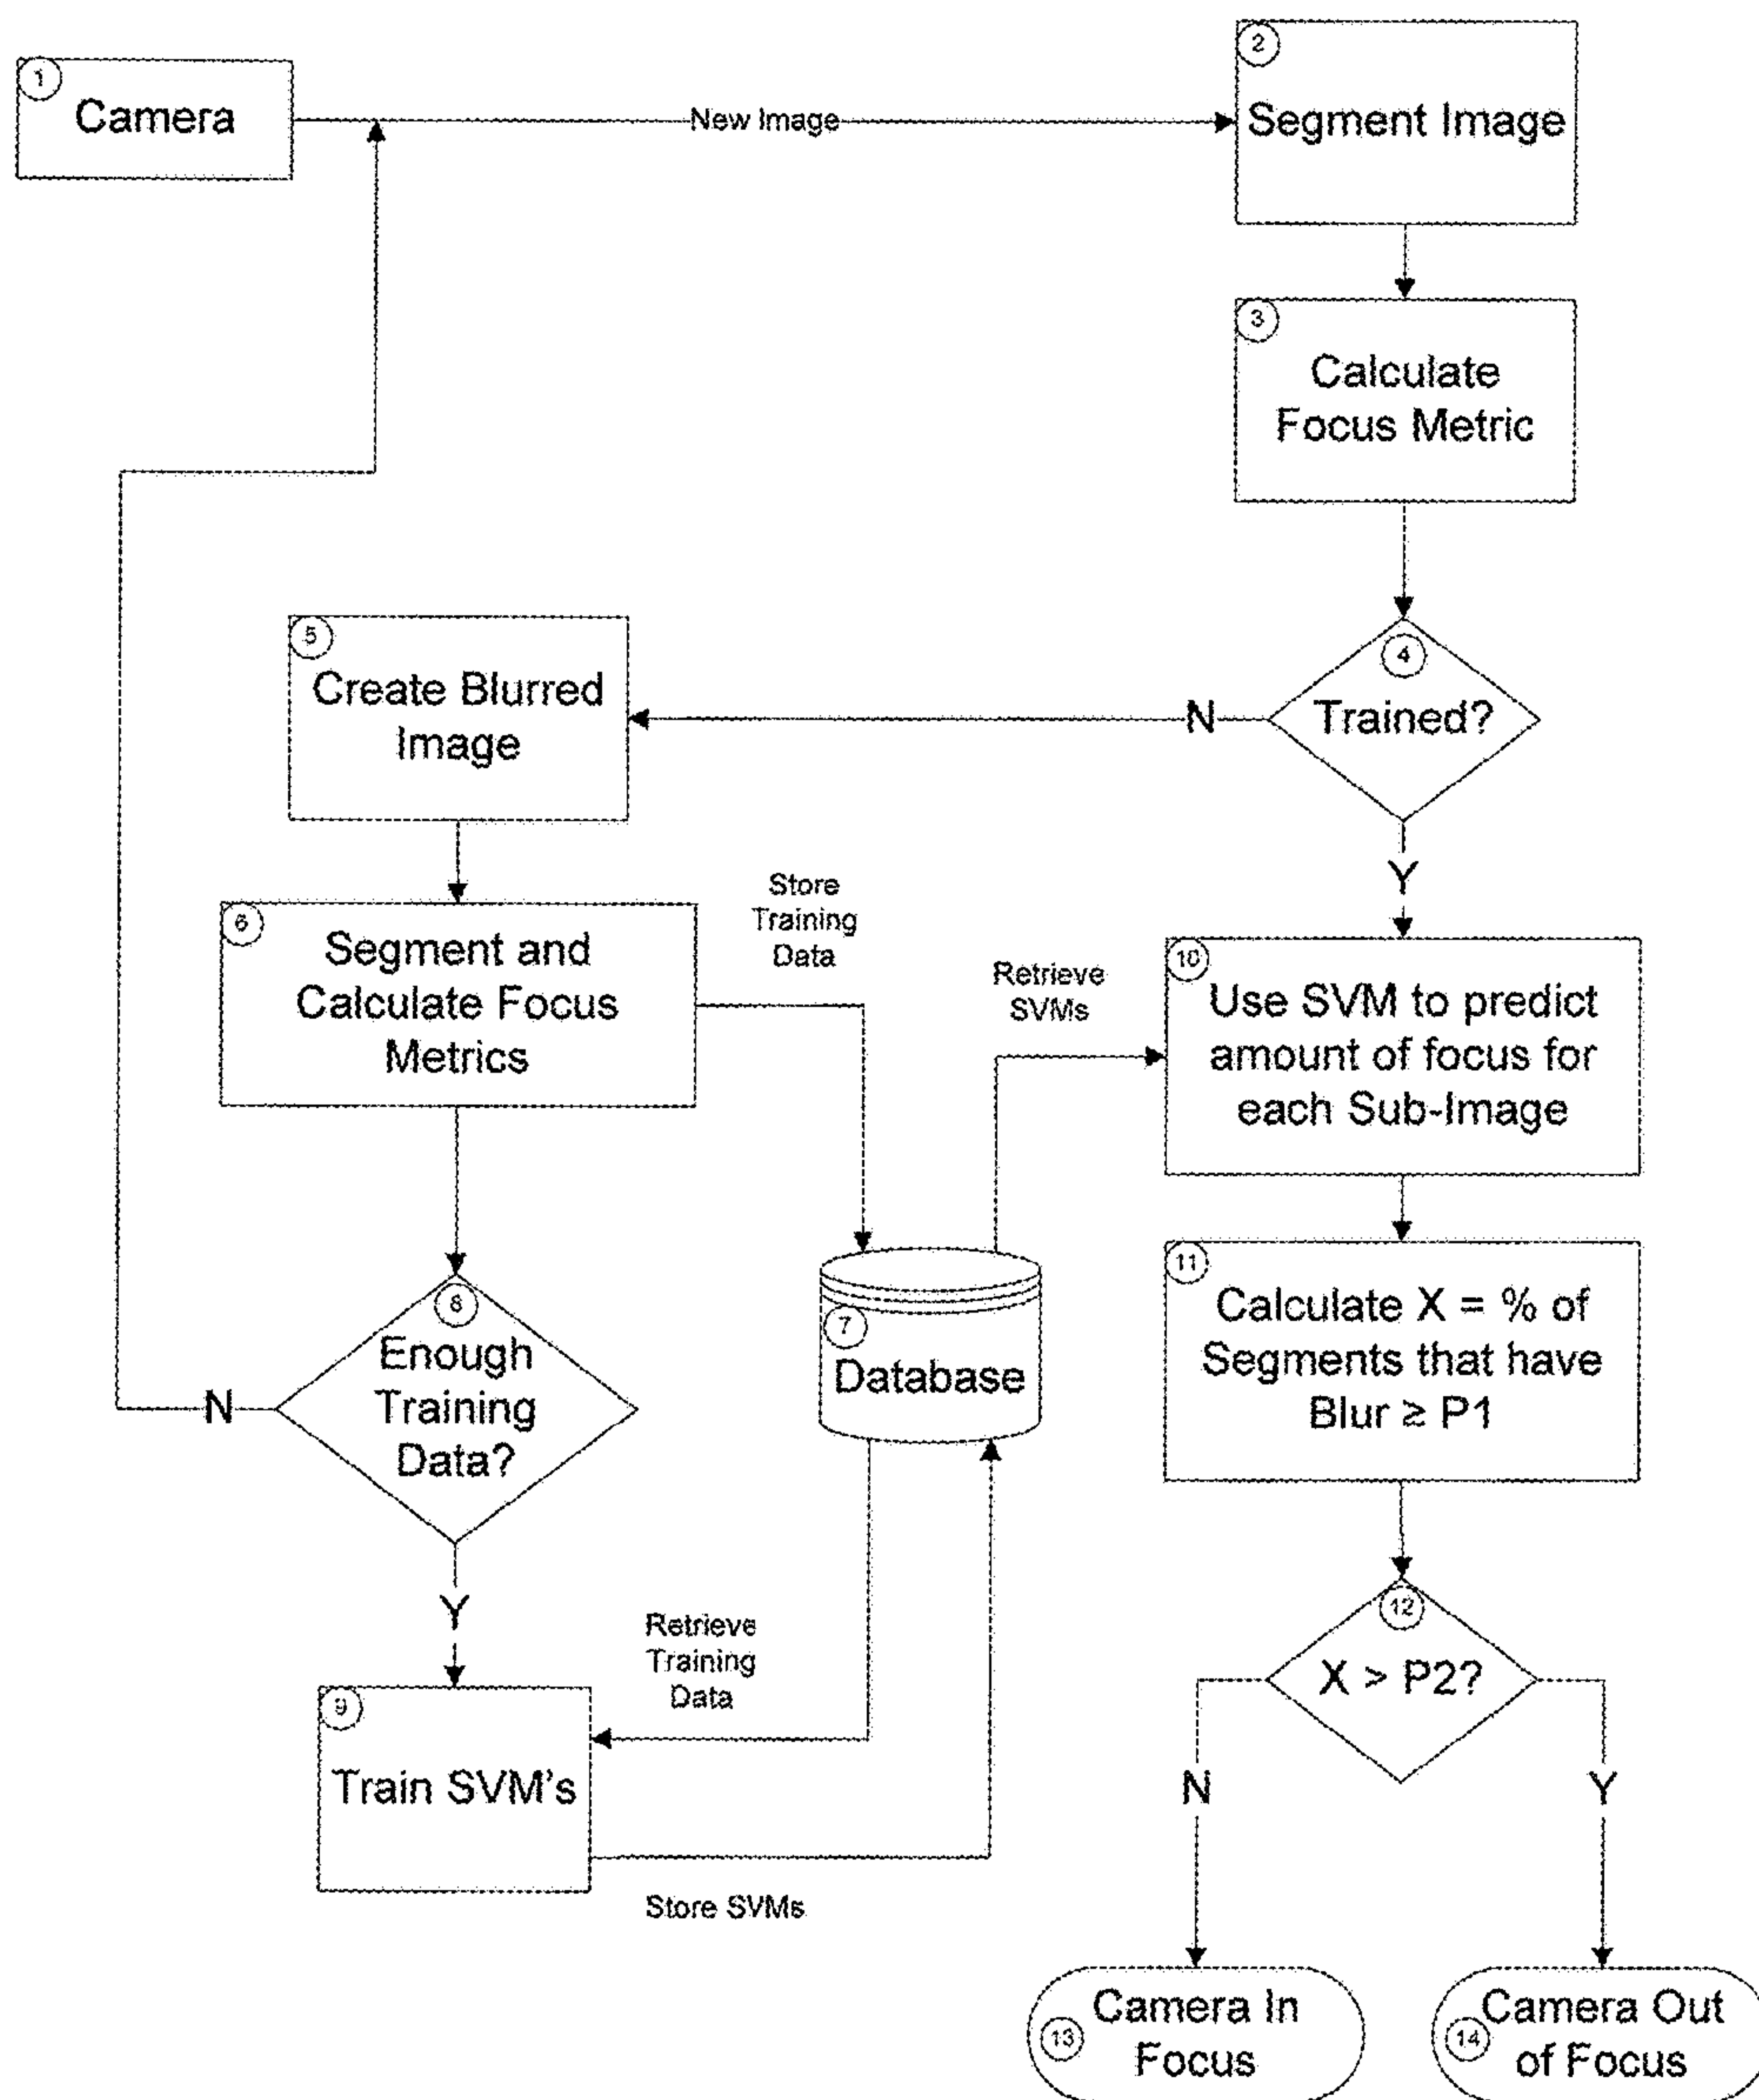 1
Camera
New Image
2
Segment Image
3
Calculate
Focus Metric
4
Trained?
N
Y
5
Create Blurred
Image
6
Segment and
Calculate Focus
Metrics
Store
Training
Data
7
Database
8
Enough
Training
Data?
N
Y
9
Train SVM's
Retrieve
Training
Data
Store SVMs
Retrieve
SVMs
10
Use SVM to predict
amount of focus for
each Sub-Image
11
Calculate X = % of
Segments that have
Blur ≥ P1
12
X > P2?
N
Y
13
Camera In
Focus
14
Camera Out
of Focus